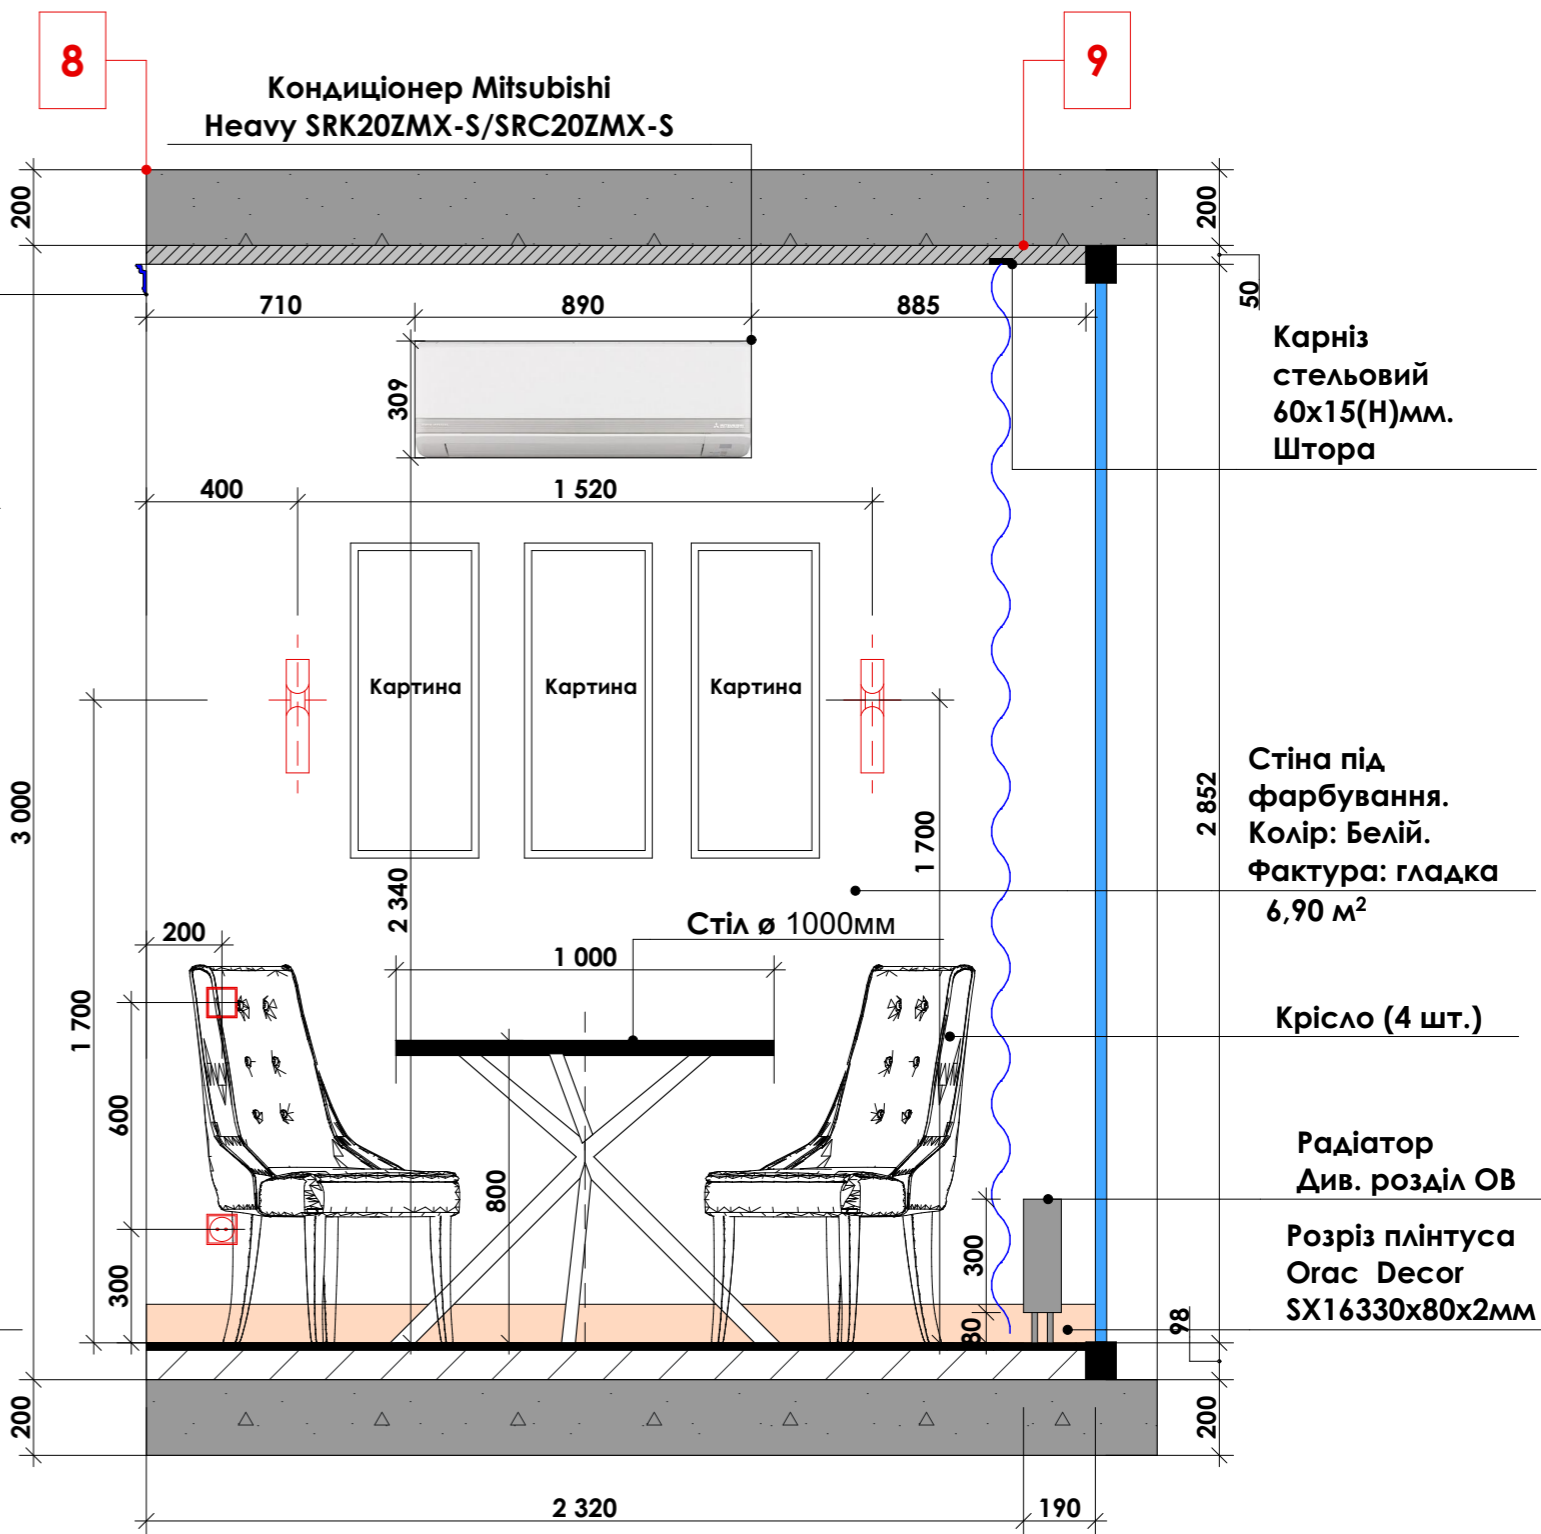 8
9
Кондиціонер Mitsubishi
Heavy SRK20ZMX-S/SRC20ZMX-S
200
200
50
710
890
885
309
Карніз
стельовий
60х15(Н)мм.
Штора
400
1 520
Картина
Картина
Картина
3 000
2 852
Стіна під
фарбування.
Колір: Белій.
Фактура: гладка
6,90 м²
1 700
2 340
Стіл ø 1000мм
200
1 000
1 700
Крісло (4 шт.)
600
800
Радіатор
Див. розділ ОВ
300
300
80
Розріз плінтуса
Orac Decor
SX16330x80x2мм
98
200
200
2 320
190